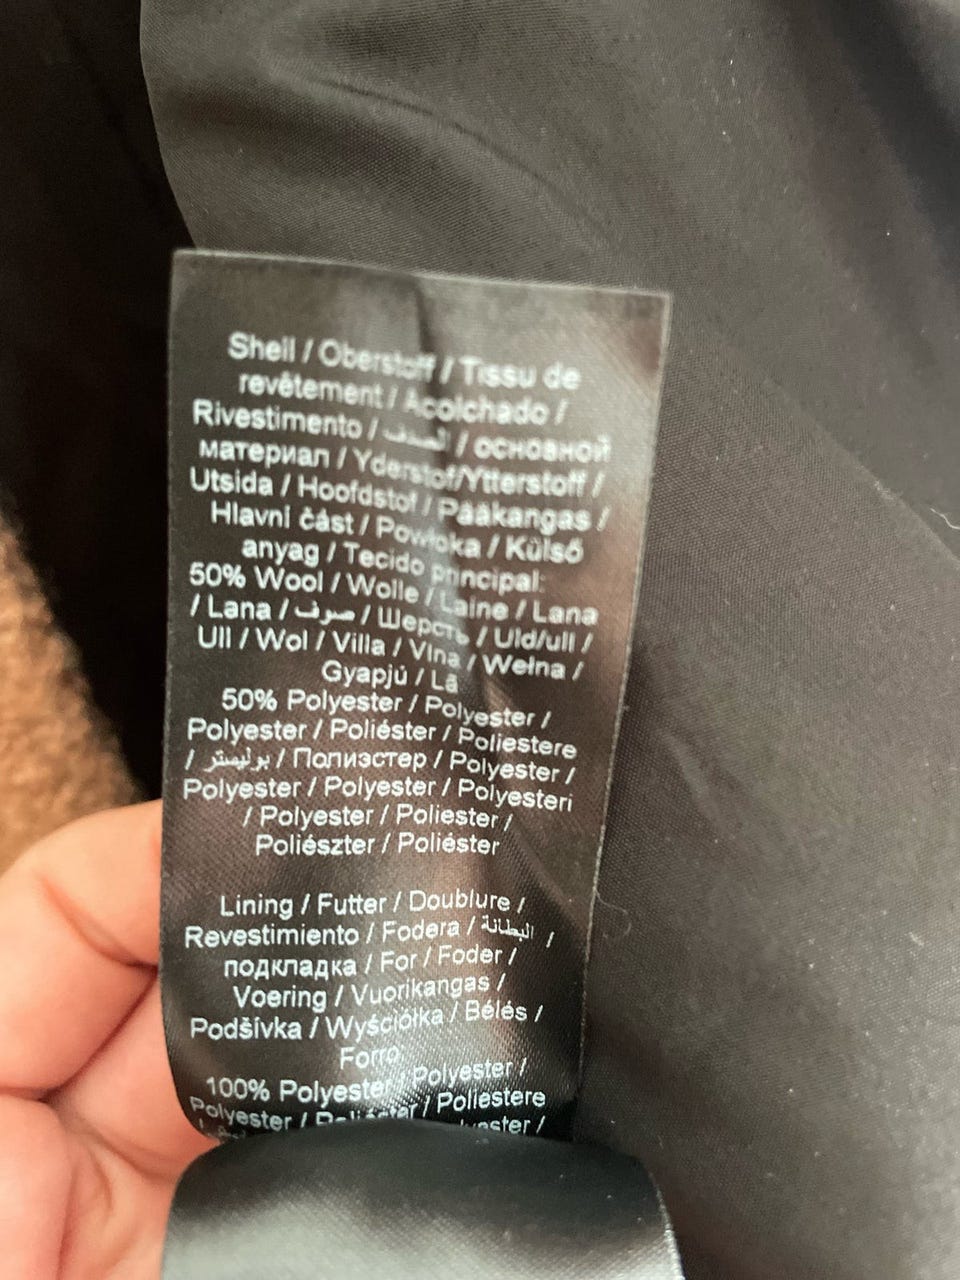 Shell / Oberstoff / Tissu de
revêtement / Acolchado /
Rivestimento / الصدف / основной
материал / Yderstof/Ytterstoff /
Utsida / Hoofdstof / Pääkangas /
Hlavní část / Powłoka / Külső
anyag / Tecido principal:
50% Wool / Wolle / Laine / Lana
/ Lana / صوف / Шерсть / Uld/ull /
Ull / Wol / Villa / Vlna / Wełna /
Gyapjú / Lã
50% Polyester / Polyester /
Polyester / Poliéster / Poliestere
/ بوليستر / Полиэстер / Polyester /
Polyester / Polyester / Polyesteri
/ Polyester / Poliester /
Poliészter / Poliéster
Lining / Futter / Doublure /
Revestimiento / Fodera / البطانة /
подкладка / For / Foder /
Voering / Vuorikangas /
Podšívka / Wyściółka / Bélés /
Forro
100% Polyester / Polyester /
Polyester / Poliéster / Poliestere